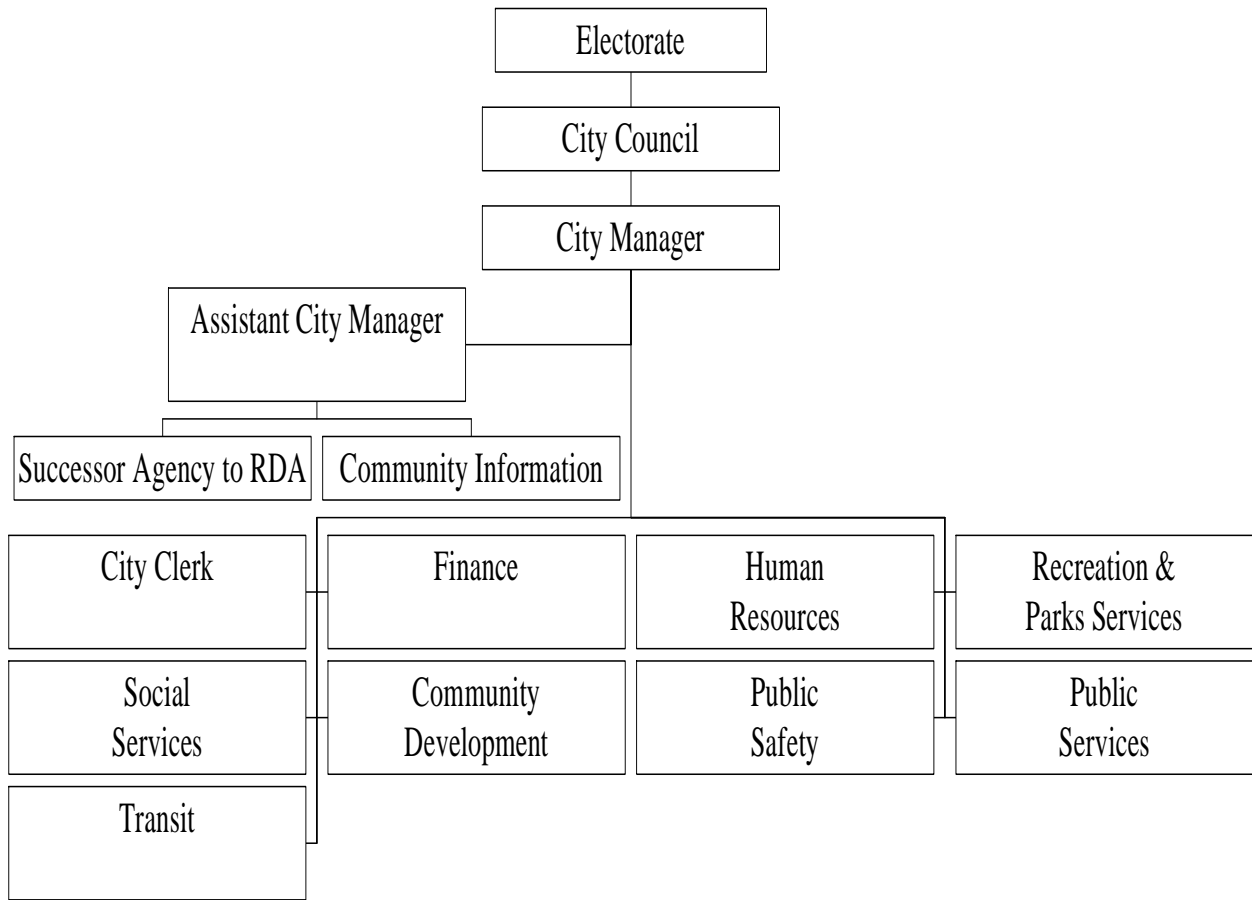 Electorate
City Council
City Manager
Assistant City Manager
Successor Agency to RDA
Community Information
City Clerk
Finance
Human
Resources
Recreation &
Parks Services
Social
Services
Community
Development
Public
Safety
Public
Services
Transit